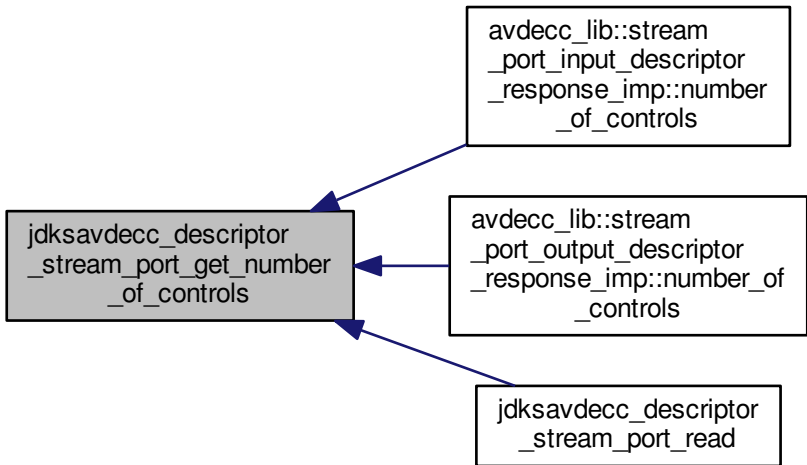 avdecc_lib::stream
_port_input_descriptor
_response_imp::number
_of_controls
jdksavdecc_descriptor
_stream_port_get_number
_of_controls
avdecc_lib::stream
_port_output_descriptor
_response_imp::number_of
_controls
jdksavdecc_descriptor
_stream_port_read